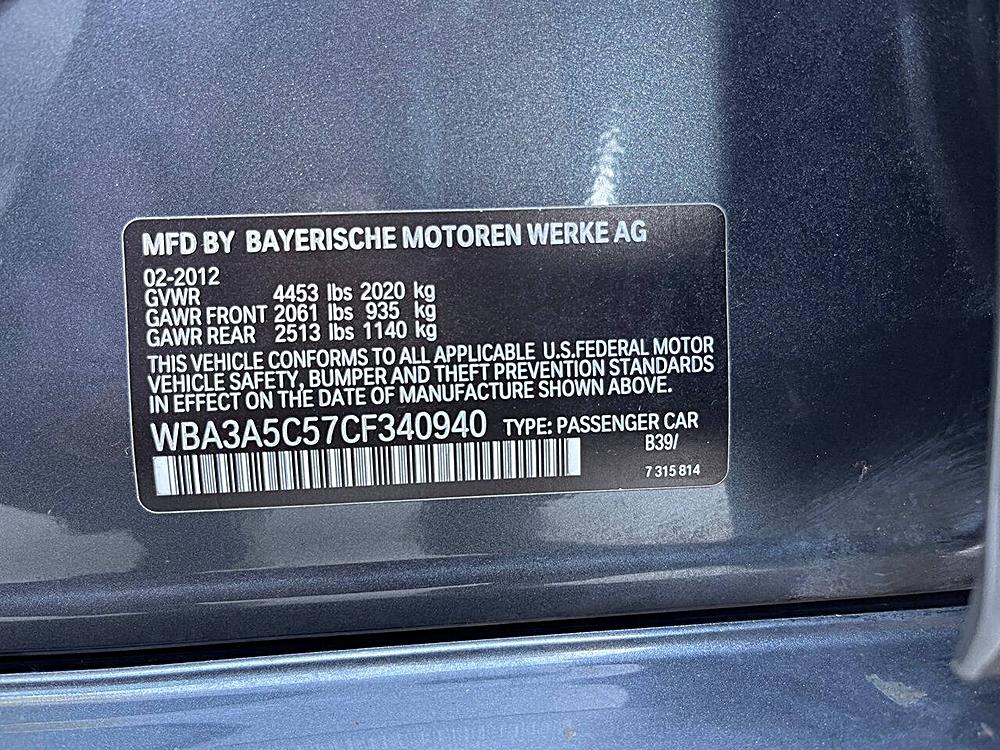 MFD BY BAYERISCHE MOTOREN WERKE AG
02-2012
GVWR 4453 lbs 2020 kg
GAWR FRONT 2061 lbs 935 kg
GAWR REAR 2513 lbs 1140 kg
THIS VEHICLE CONFORMS TO ALL APPLICABLE U.S.FEDERAL MOTOR
VEHICLE SAFETY, BUMPER AND THEFT PREVENTION STANDARDS
IN EFFECT ON THE DATE OF MANUFACTURE SHOWN ABOVE.
WBA3A5C57CF340940 TYPE: PASSENGER CAR
B39/
7 315 814